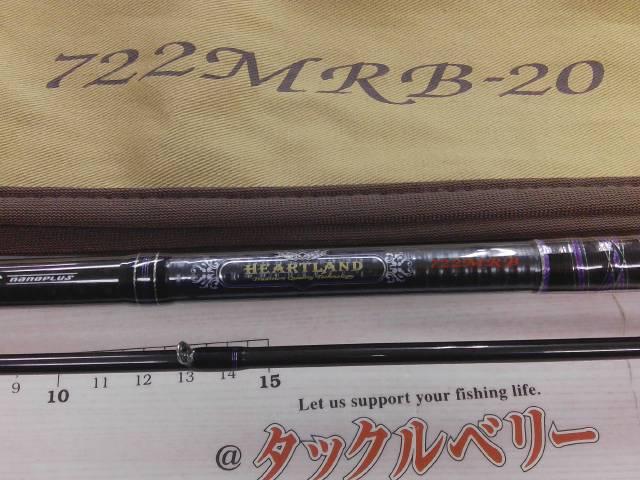 722MRB-20
NANOPLUS
HEARTLAND
722MRB
9 10 11 12 13 14 15
Let us support your fishing life.
@タックルベリー